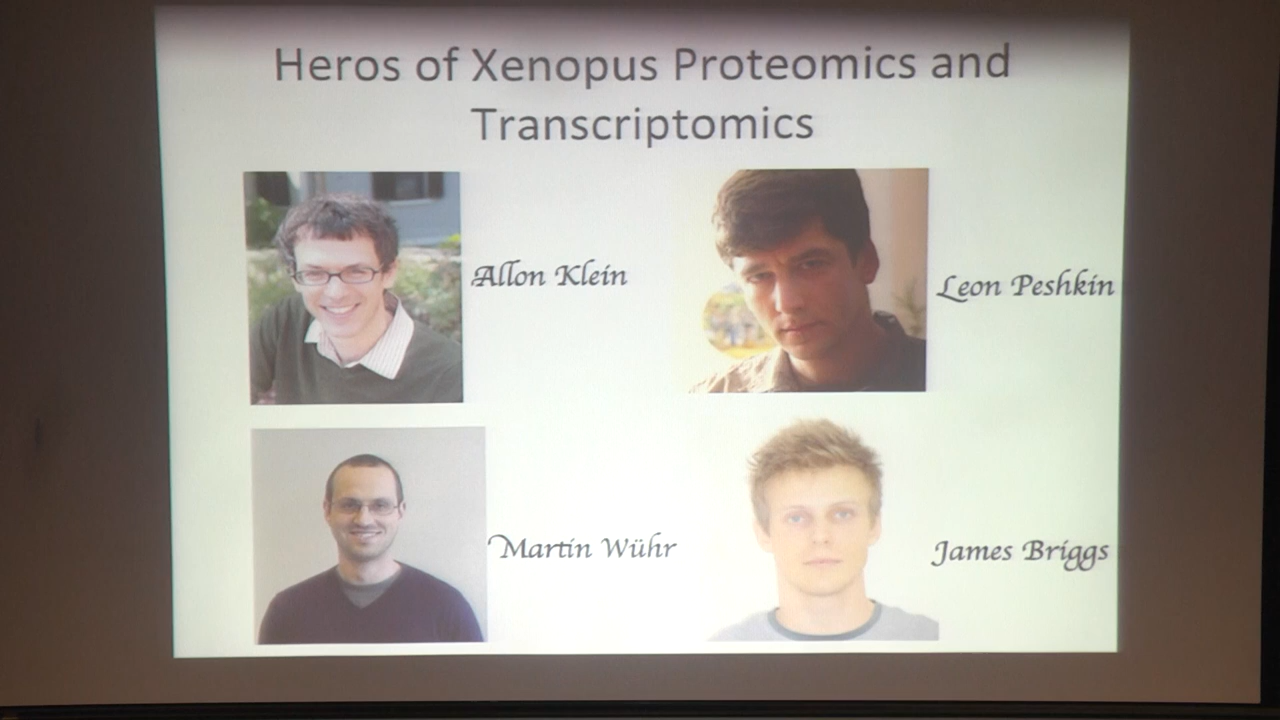 Heros of Xenopus Proteomics and
Transcriptomics
Allon Klein
Leon Peshkin
Martin Wühr
James Briggs